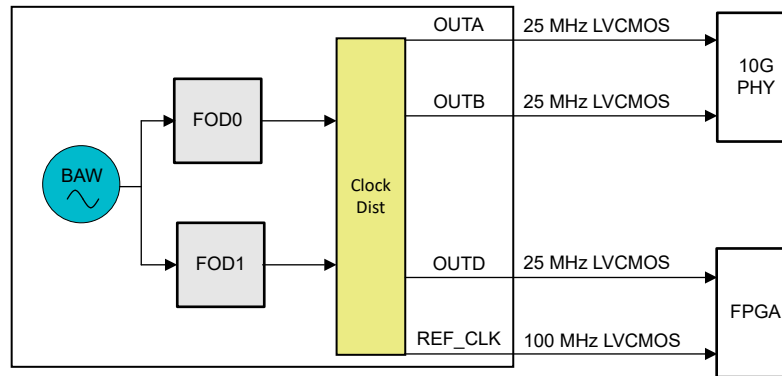 OUTA 25 MHz LVCMOS
10G
PHY
OUTB 25 MHz LVCMOS
FOD0
BAW
Clock
Dist
FOD1
OUTD 25 MHz LVCMOS
FPGA
REF_CLK 100 MHz LVCMOS